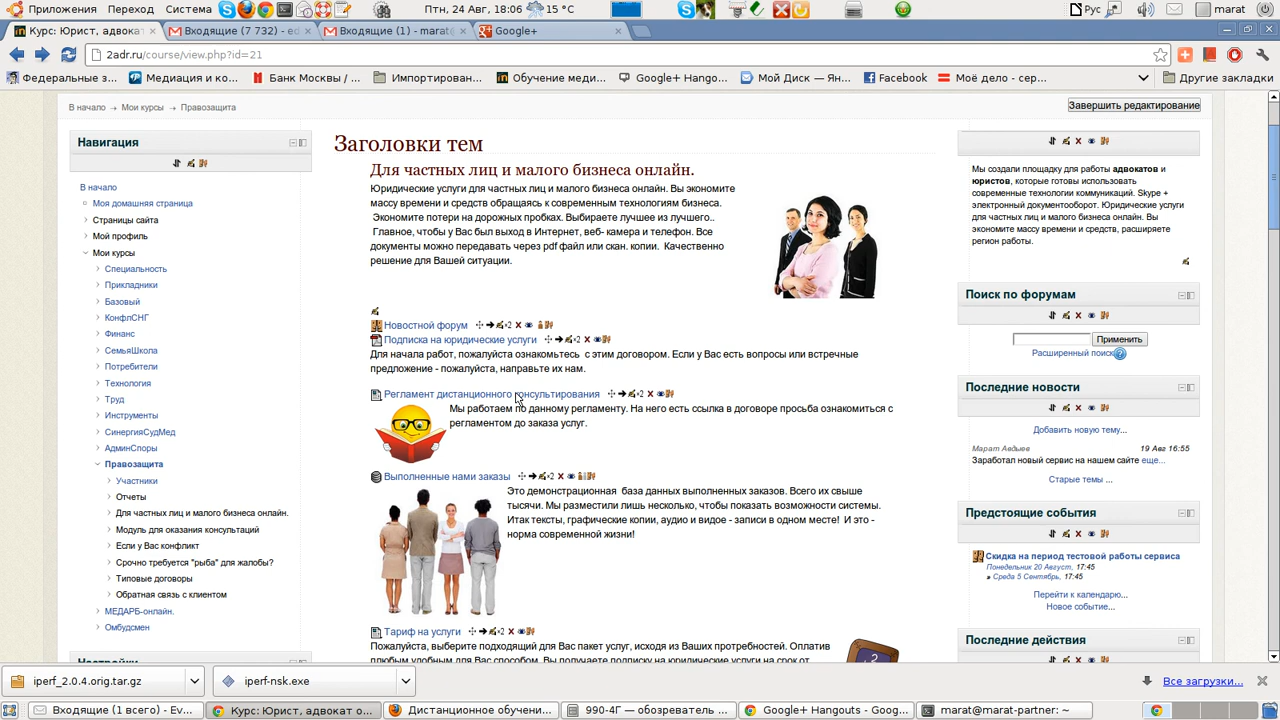 Приложения Переход Система Птн, 24 Авг, 18:06 15 °C Рус marat
Курс: Юрист, адвокат Входящие (7 732) - ed Входящие (1) - marat@ Google+
2adr.ru/course/view.php?id=21
Федеральные з... Медиация и ко... Банк Москвы / ... Импортирован... Обучение меди... Google+ Hango... Мой Диск — Ян... Facebook Моё дело - сер... Другие закладки
В начало → Мои курсы → Правозащита
Завершить редактирование
Навигация
В начало
Моя домашняя страница
Страницы сайта
Мой профиль
Мои курсы
Специальность
Прикладники
Базовый
КонфлСНГ
Финанс
СемьяШкола
Потребители
Технология
Труд
Инструменты
СинергияСудМед
АдминСпоры
Правозащита
Участники
Отчеты
Для частных лиц и малого бизнеса онлайн.
Модуль для оказания консультаций
Если у Вас конфликт
Срочно требуется "рыба" для жалобы?
Типовые договоры
Обратная связь с клиентом
МЕДАРБ-онлайн.
Омбудсмен
Настройки
Заголовки тем
Для частных лиц и малого бизнеса онлайн.
Юридические услуги для частных лиц и малого бизнеса онлайн. Вы экономите
массу времени и средств обращаясь к современным технологиям бизнеса.
Экономите потери на дорожных пробках. Выбираете лучшее из лучшего..
Главное, чтобы у Вас был выход в Интернет, веб- камера и телефон. Все
документы можно передавать через pdf файл или скан. копии. Качественно
решение для Вашей ситуации.
Новостной форум
Подписка на юридические услуги
Для начала работ, пожалуйста ознакомьтесь с этим договором. Если у Вас есть вопросы или встречные
предложение - пожалуйста, направьте их нам.
Регламент дистанционного консультирования
Мы работаем по данному регламенту. На него есть ссылка в договоре просьба ознакомиться с
регламентом до заказа услуг.
Выполненные нами заказы
Это демонстрационная база данных выполненных заказов. Всего их свыше
тысячи. Мы разместили лишь несколько, чтобы показать возможности системы.
Итак тексты, графические копии, аудио и видое - записи в одном месте! И это -
норма современной жизни!
Тариф на услуги
Пожалуйста, выберите подходящий для Вас пакет услуг, исходя из Ваших протребностей. Оплатив
любым удобным для Вас способом, Вы получаете подписку на юридические услуги на срок от
Мы создали площадку для работы адвокатов и
юристов, которые готовы использовать
современные технологии коммуникаций. Skype +
электронный документооборот. Юридические услуги
для частных лиц и малого бизнеса онлайн. Вы
экономите массу времени и средств, расширяете
регион работы.
Поиск по форумам
Применить
Расширенный поиск
Последние новости
Добавить новую тему...
Марат Авдыев 19 Авг 16:55
Заработал новый сервис на нашем сайте еще...
Старые темы ...
Предстоящие события
Скидка на период тестовой работы сервиса
Понедельник 20 Август, 17:45
» Среда 5 Сентябрь, 17:45
Перейти к календарю...
Новое событие...
Последние действия
iperf_2.0.4.orig.tar.gz iperf-nsk.exe Все загрузки...
Входящие (1 всего) - Ev... Курс: Юрист, адвокат о... Дистанционное обучени... 990-4Г — обозреватель ... Google+ Hangouts - Goog... marat@marat-partner: ~